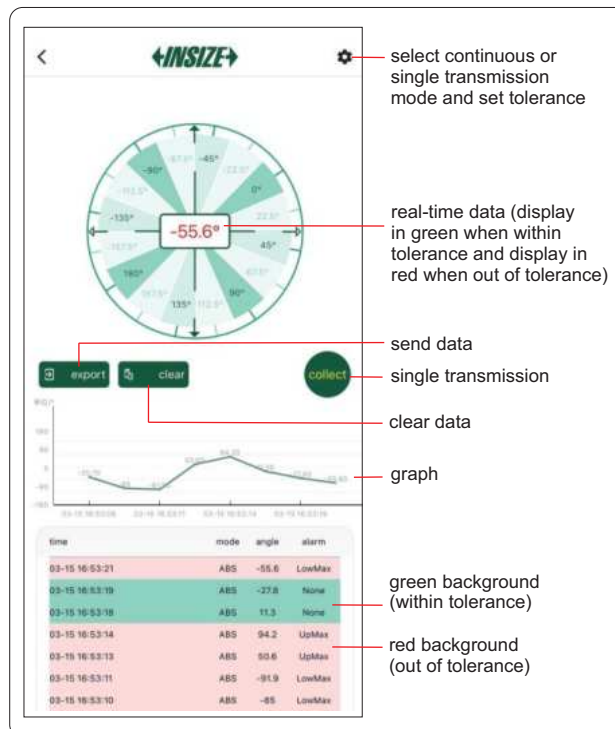 INSIZE
select continuous or
single transmission
mode and set tolerance
-67.5°
-45°
-22.5°
-90°
0°
-112.5°
22.5°
-135°
-55.6°
45°
-157.5°
67.5°
180°
157.5°
135°
112.5°
90°
real-time data (display
in green when within
tolerance and display in
red when out of tolerance)
send data
export
clear
collect
single transmission
clear data
graph
time mode angle alarm
03-15 16:53:21 ABS -55.6 LowMax
03-15 16:53:19 ABS -27.8 None
03-15 16:53:18 ABS 11.3 None
03-15 16:53:14 ABS 94.2 UpMax
03-15 16:53:13 ABS 50.6 UpMax
03-15 16:53:11 ABS -91.9 LowMax
03-15 16:53:10 ABS -85 LowMax
green background
(within tolerance)
red background
(out of tolerance)